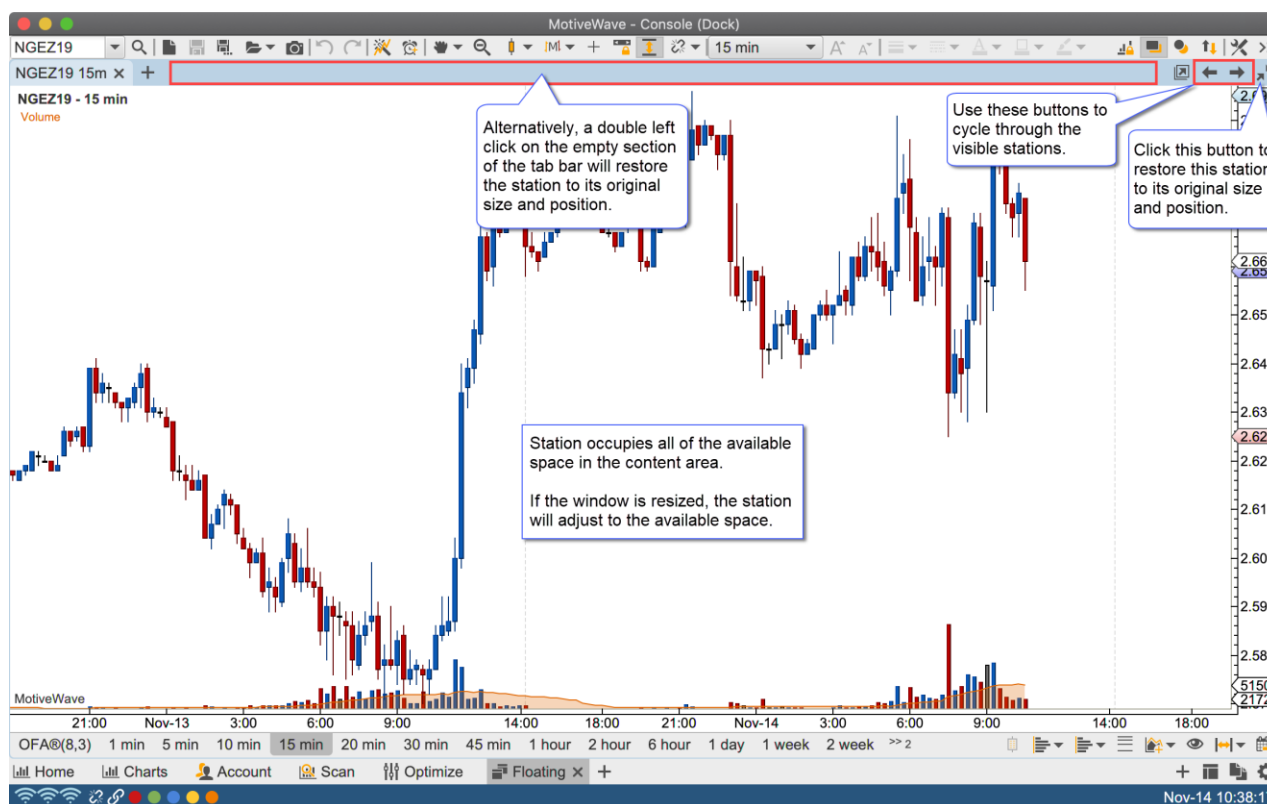 MotiveWave - Console (Dock)
NGEZ19
15 min
NGEZ19 15m
NGEZ19 - 15 min
Volume
Alternatively, a double left
click on the empty section
of the tab bar will restore
the station to its original
size and position.
Use these buttons to
cycle through the
visible stations.
Click this button to
restore this station
to its original size
and position.
Station occupies all of the available
space in the content area.
If the window is resized, the station
will adjust to the available space.
2.66
2.65
2.65
2.64
2.63
2.62
2.62
2.61
2.60
2.59
2.58
5150
2172
MotiveWave
21:00 Nov-13 3:00 6:00 9:00 14:00 18:00 21:00 Nov-14 3:00 6:00 9:00 14:00 18:00
OFA®(8,3) 1 min 5 min 10 min 15 min 20 min 30 min 45 min 1 hour 2 hour 6 hour 1 day 1 week 2 week >> 2
Home Charts Account Scan Optimize Floating
Nov-14 10:38:17